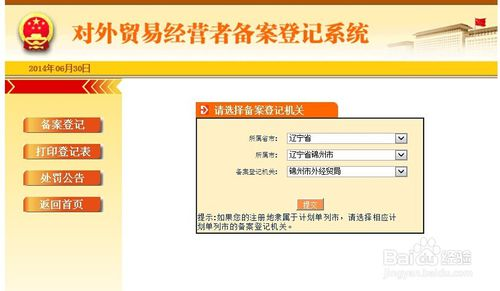 对外贸易经营者备案登记系统
2014年06月30日
备案登记
打印登记表
处罚公告
返回首页
请选择备案登记机关
所属省市：
辽宁省
所属市：
辽宁省锦州市
备案登记机关：
锦州市外经贸局
提交
提示:如果您的注册地隶属于计划单列市，请选择相应计
划单列市的备案登记机关。
Baidu经验
jingyan.baidu.com